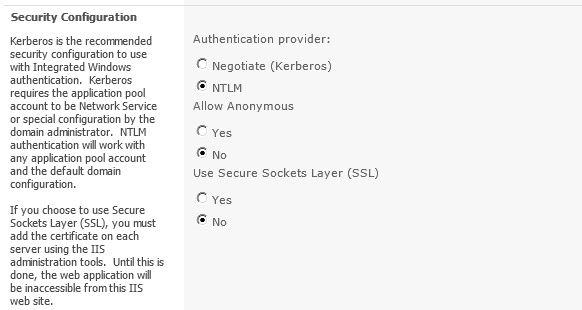 Security Configuration
Kerberos is the recommended
security configuration to use
with Integrated Windows
authentication.  Kerberos
requires the application pool
account to be Network Service
or special configuration by the
domain administrator.  NTLM
authentication will work with
any application pool account
and the default domain
configuration.
If you choose to use Secure
Sockets Layer (SSL), you must
add the certificate on each
server using the IIS
administration tools.  Until this is
done, the web application will
be inaccessible from this IIS
web site.
Authentication provider:
Negotiate (Kerberos)
NTLM
Allow Anonymous
Yes
No
Use Secure Sockets Layer (SSL)
Yes
No